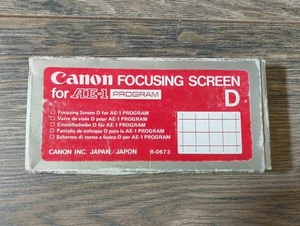 Canon FOCUSING SCREEN
for AE-1 PROGRAM
D
□ Focusing Screen D for AE-1 PROGRAM
□ Verre de visée D pour AE-1 PROGRAM
□ Einstellscheibe D für AE-1 PROGRAM
□ Pantalla de enfoque D para la AE-1 PROGRAM
□ Schermo di messa a fuoco D per AE-1 PROGRAM
CANON INC. JAPAN/JAPON R-0673